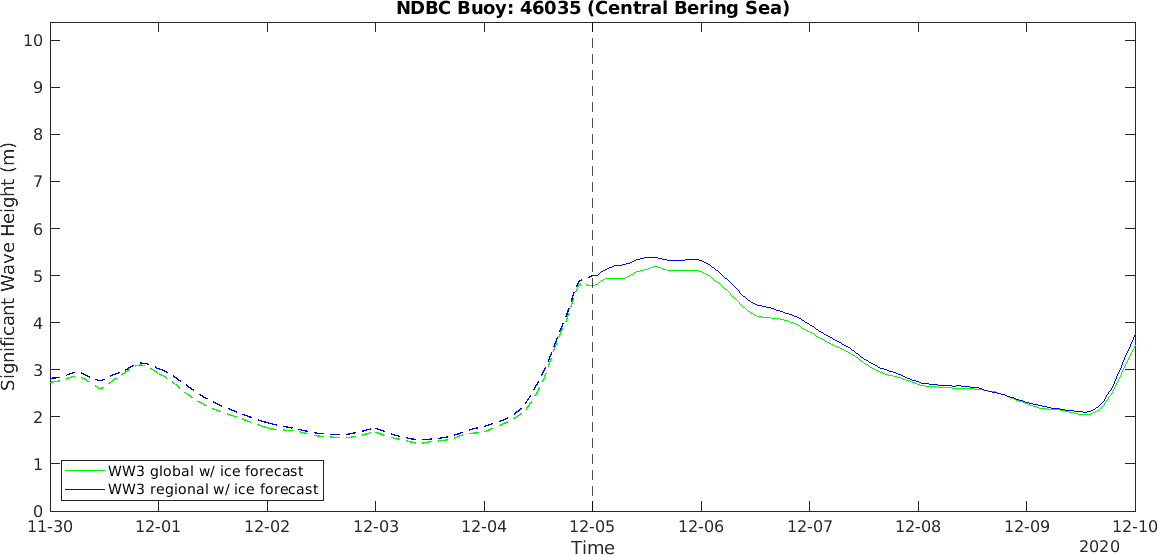 NDBC Buoy: 46035 (Central Bering Sea)
Significant Wave Height (m)
10
9
8
7
6
5
4
3
2
1
0
WW3 global w/ ice forecast
WW3 regional w/ ice forecast
11-30 12-01 12-02 12-03 12-04 12-05 12-06 12-07 12-08 12-09 12-10
Time
2020